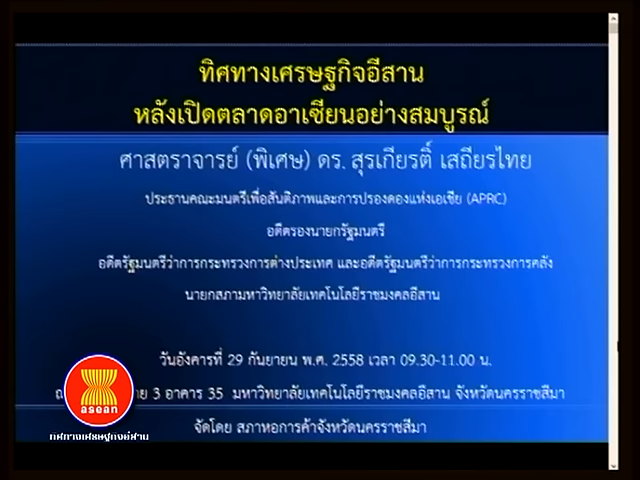 ทิศทางเศรษฐกิจอีสาน
หลังเปิดตลาดอาเซียนอย่างสมบูรณ์
ศาสตราจารย์ (พิเศษ) ดร. สุรเกียรติ์ เสถียรไทย
ประธานคณะมนตรีเพื่อสันติภาพและการปรองดองแห่งเอเชีย (APRC)
อดีตรองนายกรัฐมนตรี
อดีตรัฐมนตรีว่าการกระทรวงการต่างประเทศ และอดีตรัฐมนตรีว่าการกระทรวงการคลัง
นายกสภามหาวิทยาลัยเทคโนโลยีราชมงคลอีสาน
วันอังคารที่ 29 กันยายน พ.ศ. 2558 เวลา 09.30-11.00 น.
3 อาคาร 35 มหาวิทยาลัยเทคโนโลยีราชมงคลอีสาน จังหวัดนครราชสีมา
จัดโดย สภาหอการค้าจังหวัดนครราชสีมา
asean
ทิศทางเศรษฐกิจอีสาน